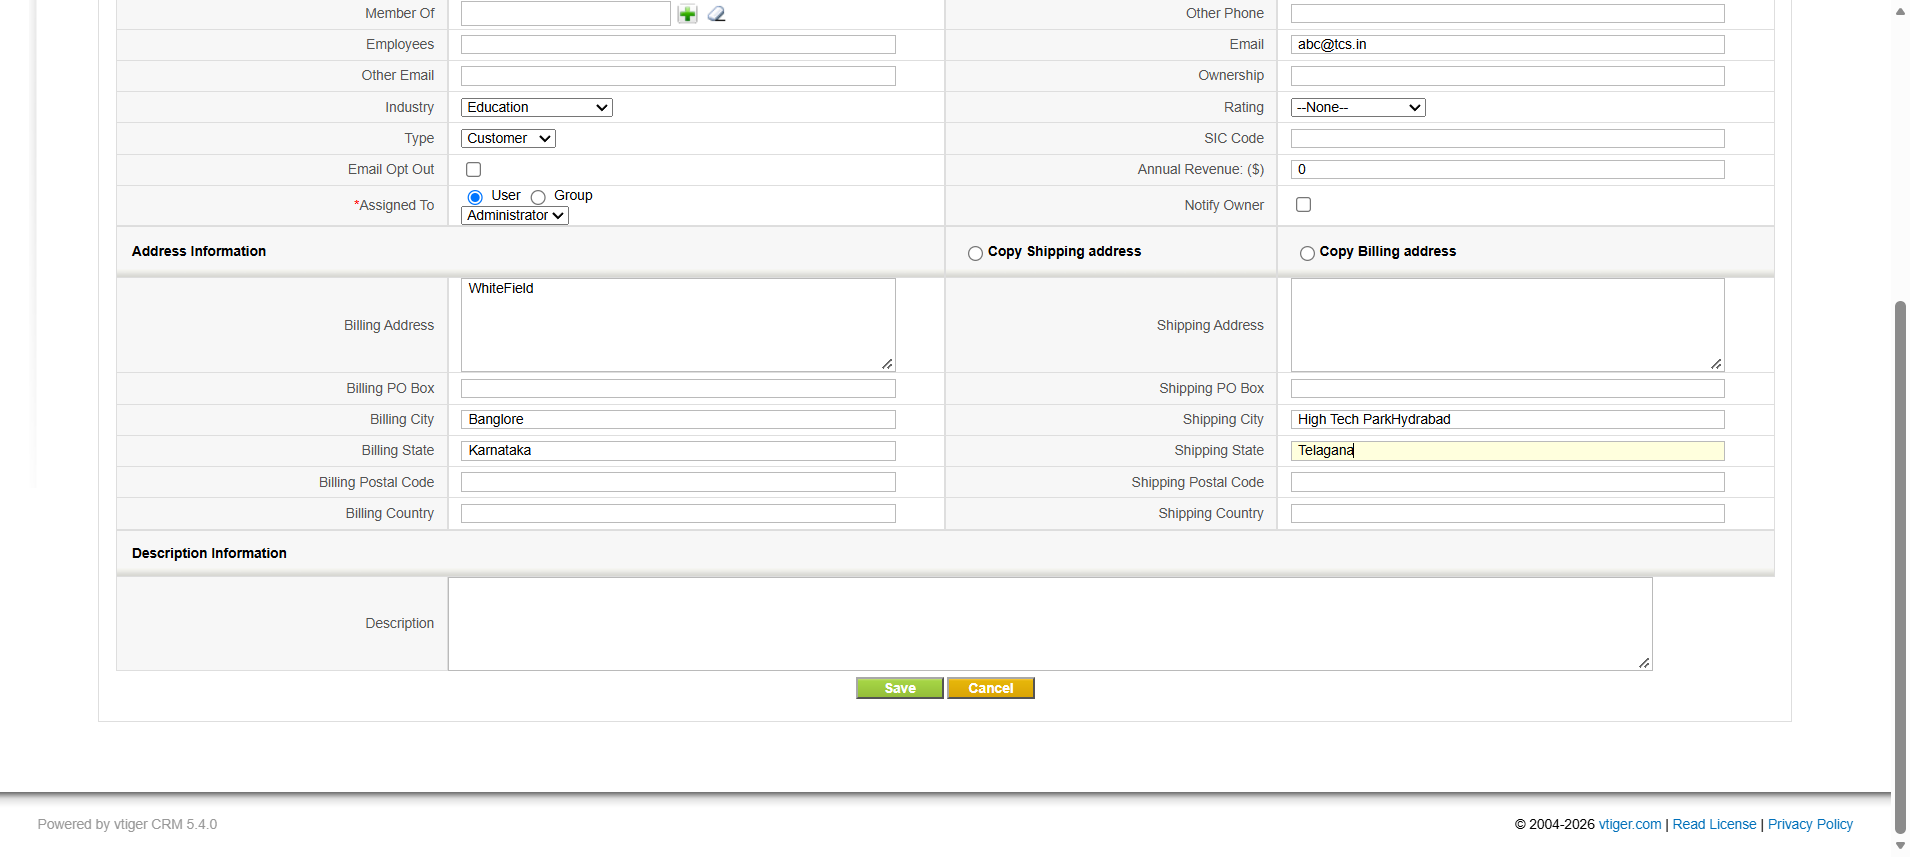 Member Of Other Phone
Employees Email abc@tcs.in
Other Email Ownership
Industry Education Rating --None--
Type Customer SIC Code
Email Opt Out Annual Revenue: ($) 0
*Assigned To User Group Administrator Notify Owner
Address Information Copy Shipping address Copy Billing address
Billing Address WhiteField Shipping Address
Billing PO Box Shipping PO Box
Billing City Banglore Shipping City High Tech ParkHydrabad
Billing State Karnataka Shipping State Telagana
Billing Postal Code Shipping Postal Code
Billing Country Shipping Country
Description Information
Description
Save Cancel
Powered by vtiger CRM 5.4.0 © 2004-2026 vtiger.com | Read License | Privacy Policy